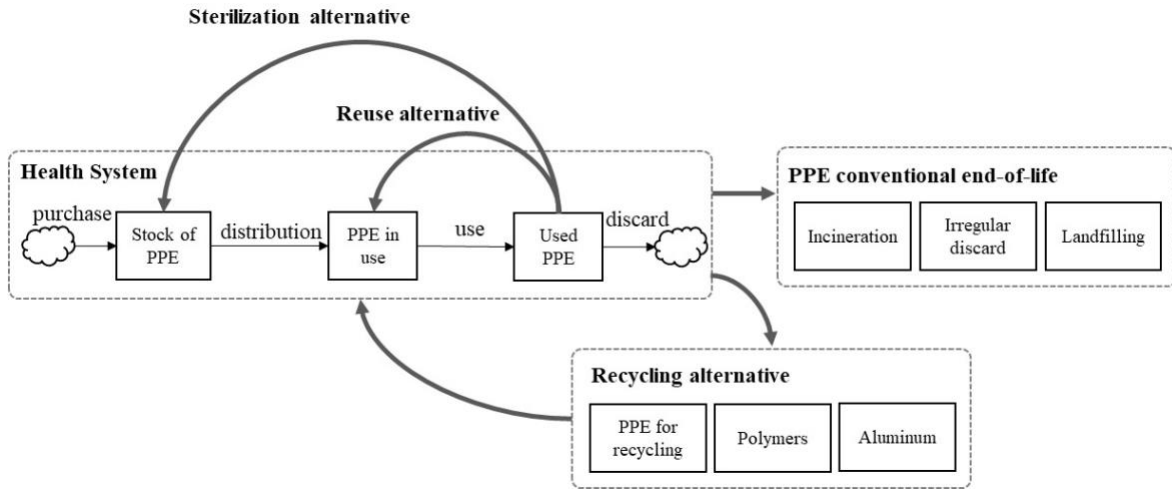 Sterilization alternative
Reuse alternative
Health System
purchase
Stock of
PPE
distribution
PPE in
use
use
Used
PPE
discard
PPE conventional end-of-life
Incineration
Irregular
discard
Landfilling
Recycling alternative
PPE for
recycling
Polymers
Aluminum